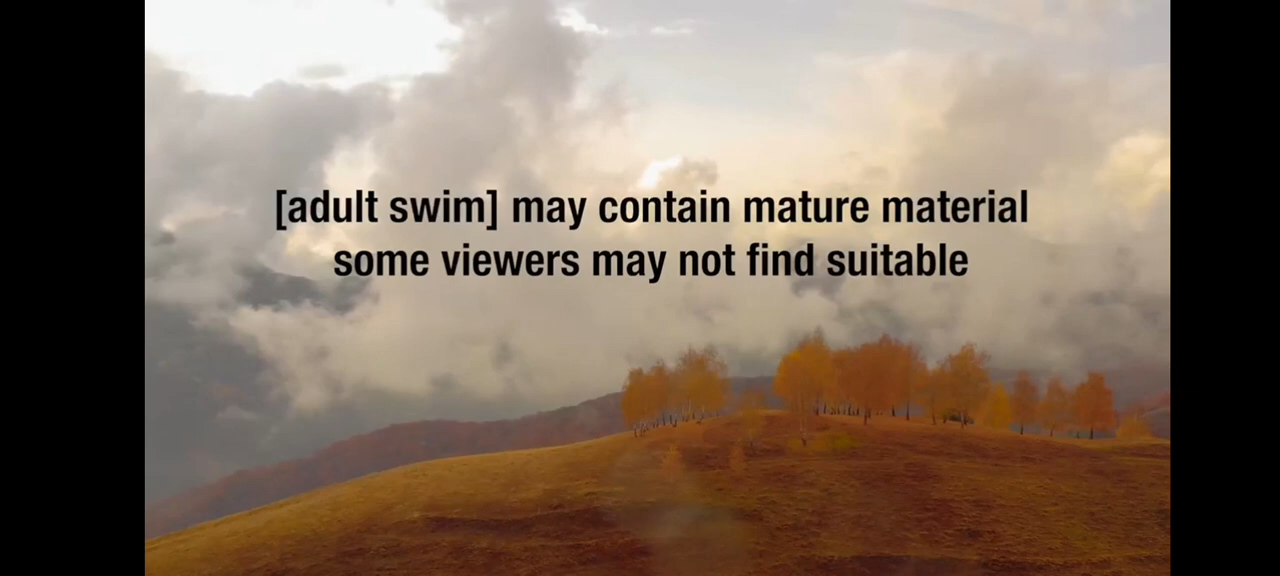 [adult swim] may contain mature material
some viewers may not find suitable